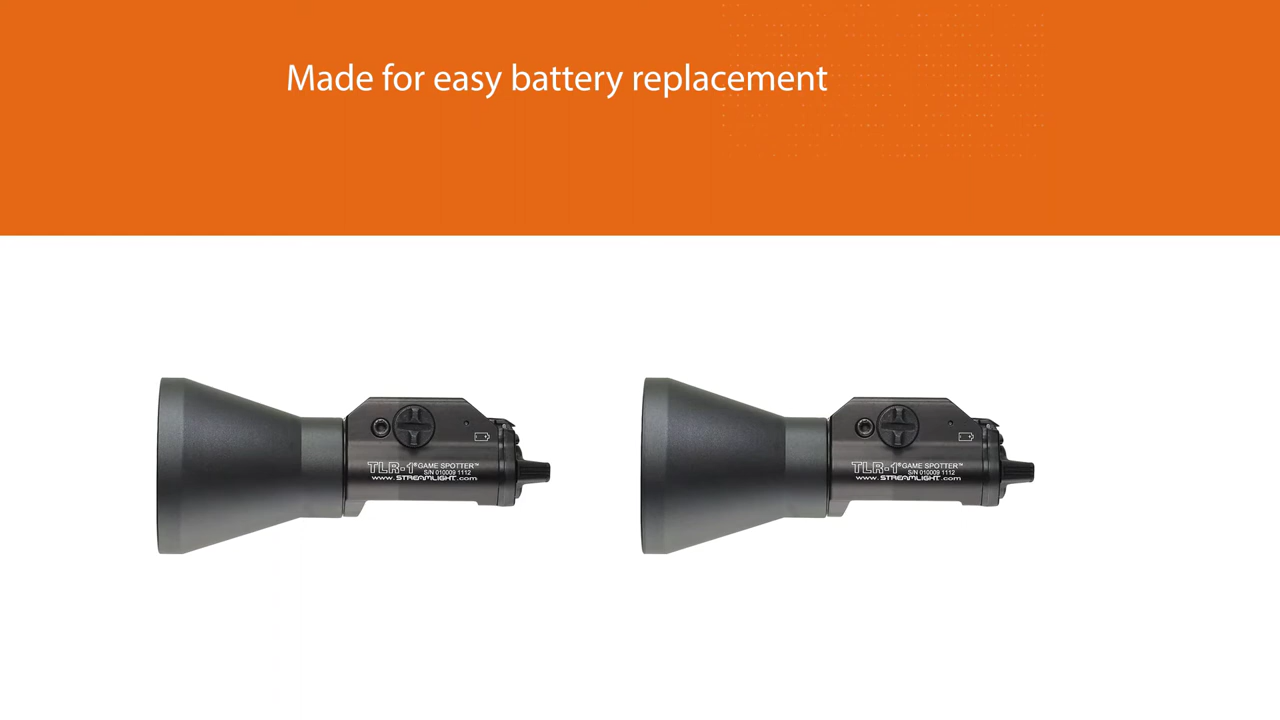 Made for easy battery replacement
TLR-1® GAME SPOTTER™
S/N 010009 1112
www.STREAMLIGHT.com
TLR-1® GAME SPOTTER™
S/N 010009 1112
www.STREAMLIGHT.com